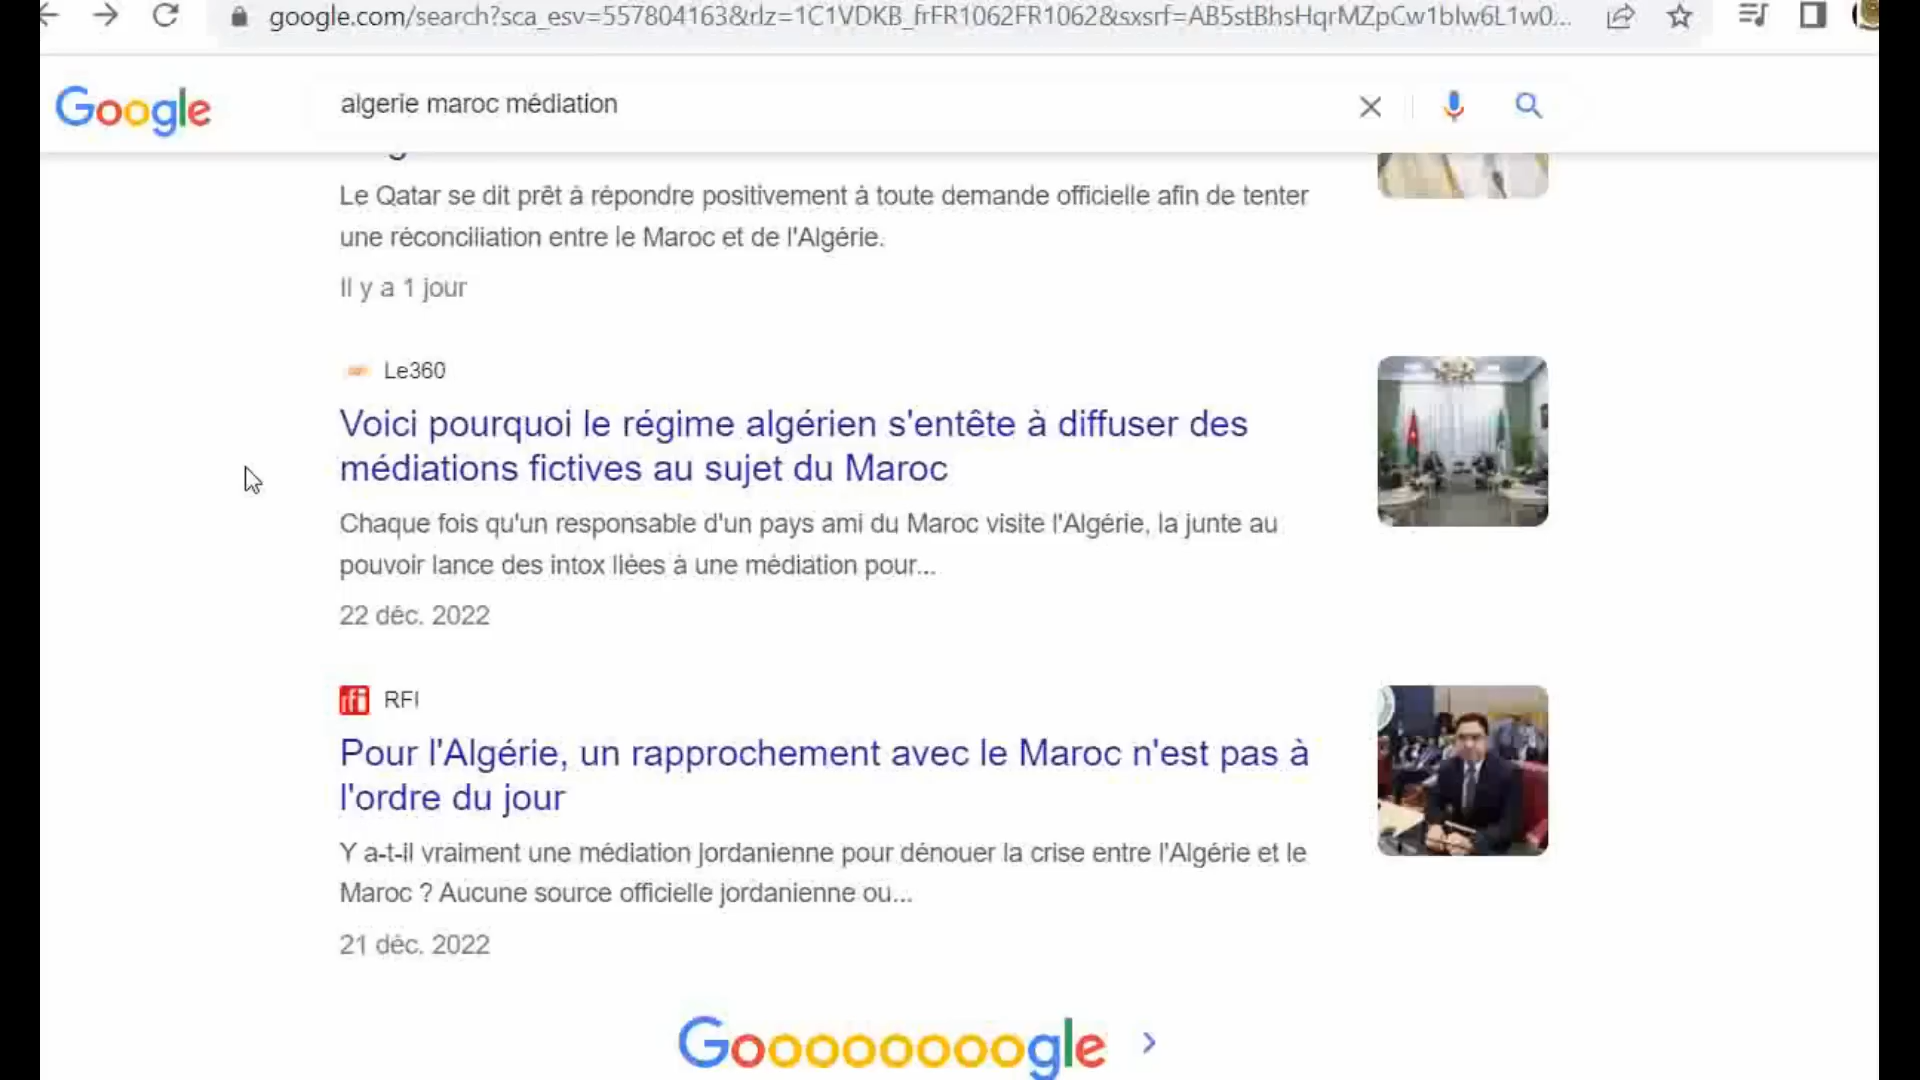 google.com/search?sca_esv=557804163&rlz=1C1VDKB_frFR1062FR1062&sxsrf=AB5stBhsHqrMZpCw1blw6L1w0...
Google
algerie maroc médiation
Le Qatar se dit prêt à répondre positivement à toute demande officielle afin de tenter
une réconciliation entre le Maroc et de l'Algérie.
Il y a 1 jour
Le360
Voici pourquoi le régime algérien s'entête à diffuser des
médiations fictives au sujet du Maroc
Chaque fois qu'un responsable d'un pays ami du Maroc visite l'Algérie, la junte au
pouvoir lance des intox liées à une médiation pour...
22 déc. 2022
rfi RFI
Pour l'Algérie, un rapprochement avec le Maroc n'est pas à
l'ordre du jour
Y a-t-il vraiment une médiation jordanienne pour dénouer la crise entre l'Algérie et le
Maroc ? Aucune source officielle jordanienne ou...
21 déc. 2022
Goooooooogle